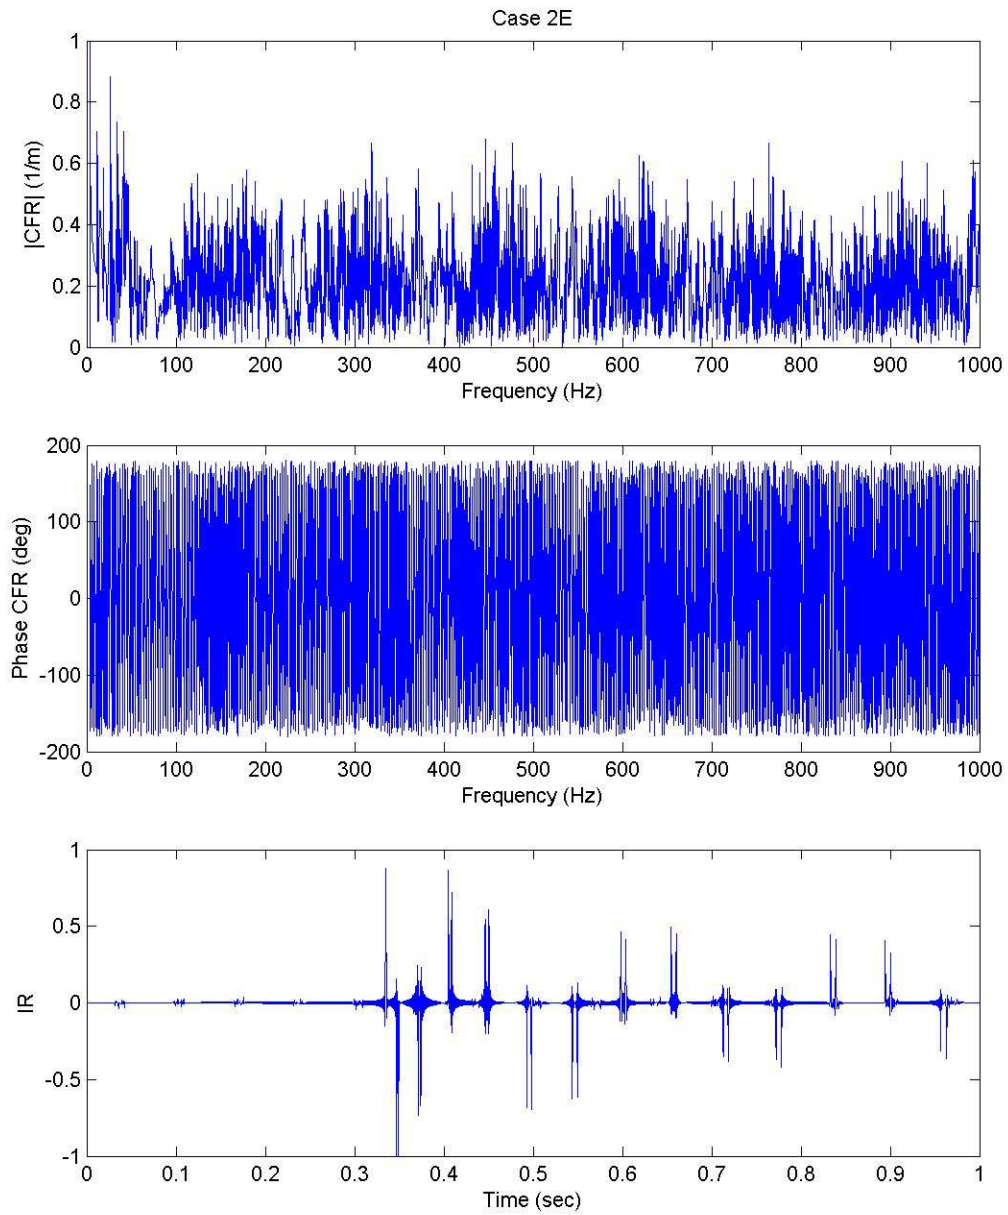 Case 2E
1
0.8
0.6
0.4
0.2
0
|CFR| (1/m)
0 100 200 300 400 500 600 700 800 900 1000
Frequency (Hz)
200
100
0
-100
-200
Phase CFR (deg)
0 100 200 300 400 500 600 700 800 900 1000
Frequency (Hz)
1
0.5
0
-0.5
-1
IR
0 0.1 0.2 0.3 0.4 0.5 0.6 0.7 0.8 0.9 1
Time (sec)